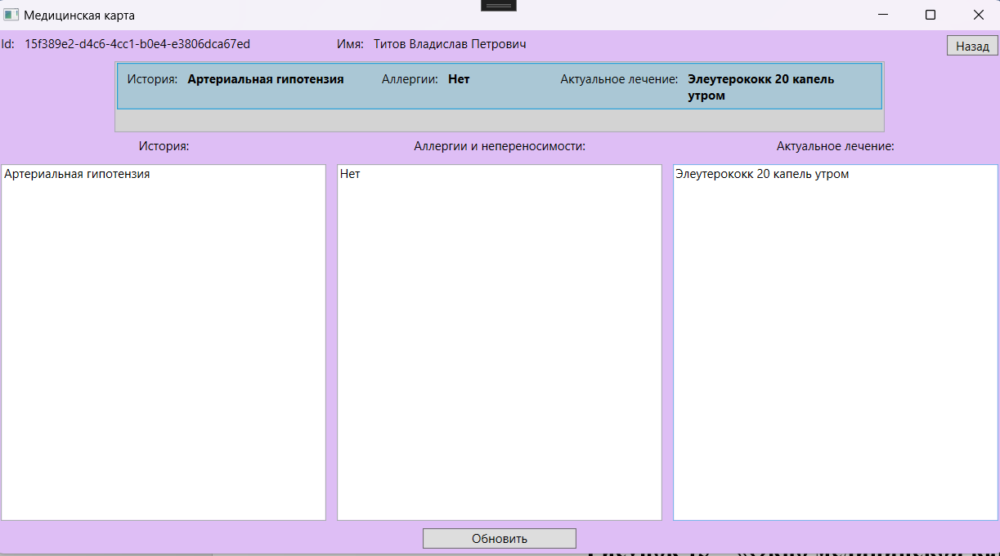 Медицинская карта
Id: 15f389e2-d4c6-4cc1-b0e4-e3806dca67ed Имя: Титов Владислав Петрович Назад
История: Артериальная гипотензия Аллергии: Нет Актуальное лечение: Элеутерококк 20 капель
утром
История: Аллергии и непереносимости: Актуальное лечение:
Артериальная гипотензия Нет Элеутерококк 20 капель утром
Обновить